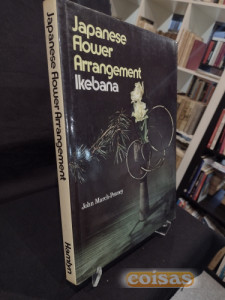 Japanese
Flower
Arrangement
Ikebana
John March-Penney
Japanese Flower Arrangement
Hamlyn
coisas